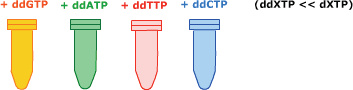 + ddGTP + ddATP + ddTTP + ddCTP (ddXTP << dXTP)